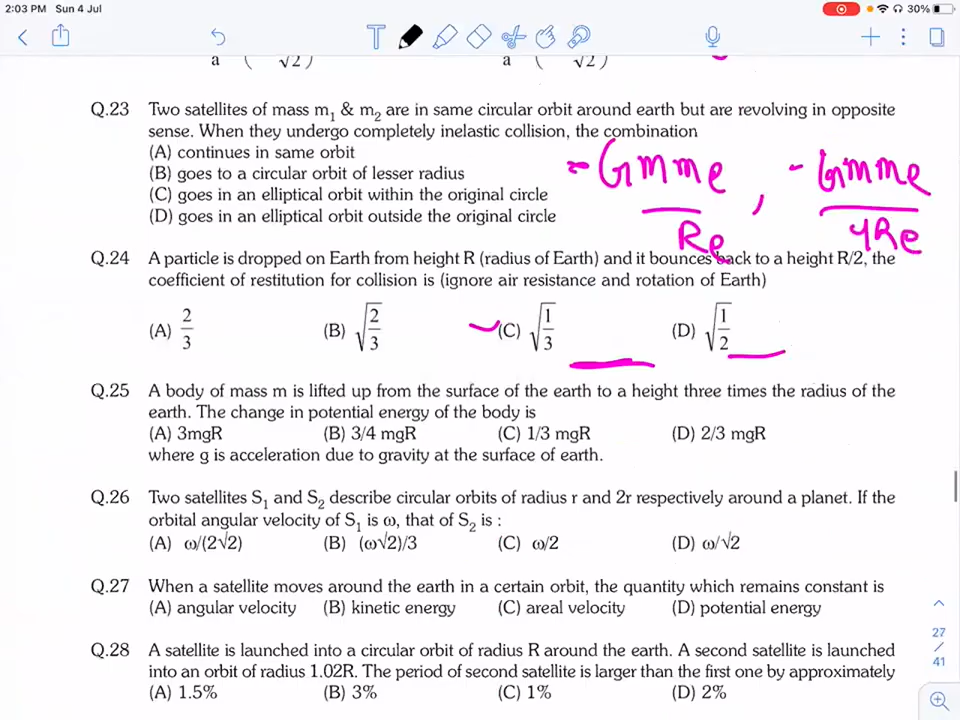 2:03 PM Sun 4 Jul 30%
a ( √2 ) a ( √2 )
Q.23 Two satellites of mass m₁ & m₂ are in same circular orbit around earth but are revolving in opposite
sense. When they undergo completely inelastic collision, the combination
(A) continues in same orbit
(B) goes to a circular orbit of lesser radius
(C) goes in an elliptical orbit within the original circle
(D) goes in an elliptical orbit outside the original circle
-GMme/Re , -GMme/4Re
Q.24 A particle is dropped on Earth from height R (radius of Earth) and it bounces back to a height R/2, the
coefficient of restitution for collision is (ignore air resistance and rotation of Earth)
(A) 2/3 (B) √(2/3) (C) √(1/3) (D) √(1/2)
Q.25 A body of mass m is lifted up from the surface of the earth to a height three times the radius of the
earth. The change in potential energy of the body is
(A) 3mgR (B) 3/4 mgR (C) 1/3 mgR (D) 2/3 mgR
where g is acceleration due to gravity at the surface of earth.
Q.26 Two satellites S₁ and S₂ describe circular orbits of radius r and 2r respectively around a planet. If the
orbital angular velocity of S₁ is ω, that of S₂ is :
(A) ω/(2√2) (B) (ω√2)/3 (C) ω/2 (D) ω/√2
Q.27 When a satellite moves around the earth in a certain orbit, the quantity which remains constant is
(A) angular velocity (B) kinetic energy (C) areal velocity (D) potential energy
27
/
41
Q.28 A satellite is launched into a circular orbit of radius R around the earth. A second satellite is launched
into an orbit of radius 1.02R. The period of second satellite is larger than the first one by approximately
(A) 1.5% (B) 3% (C) 1% (D) 2%